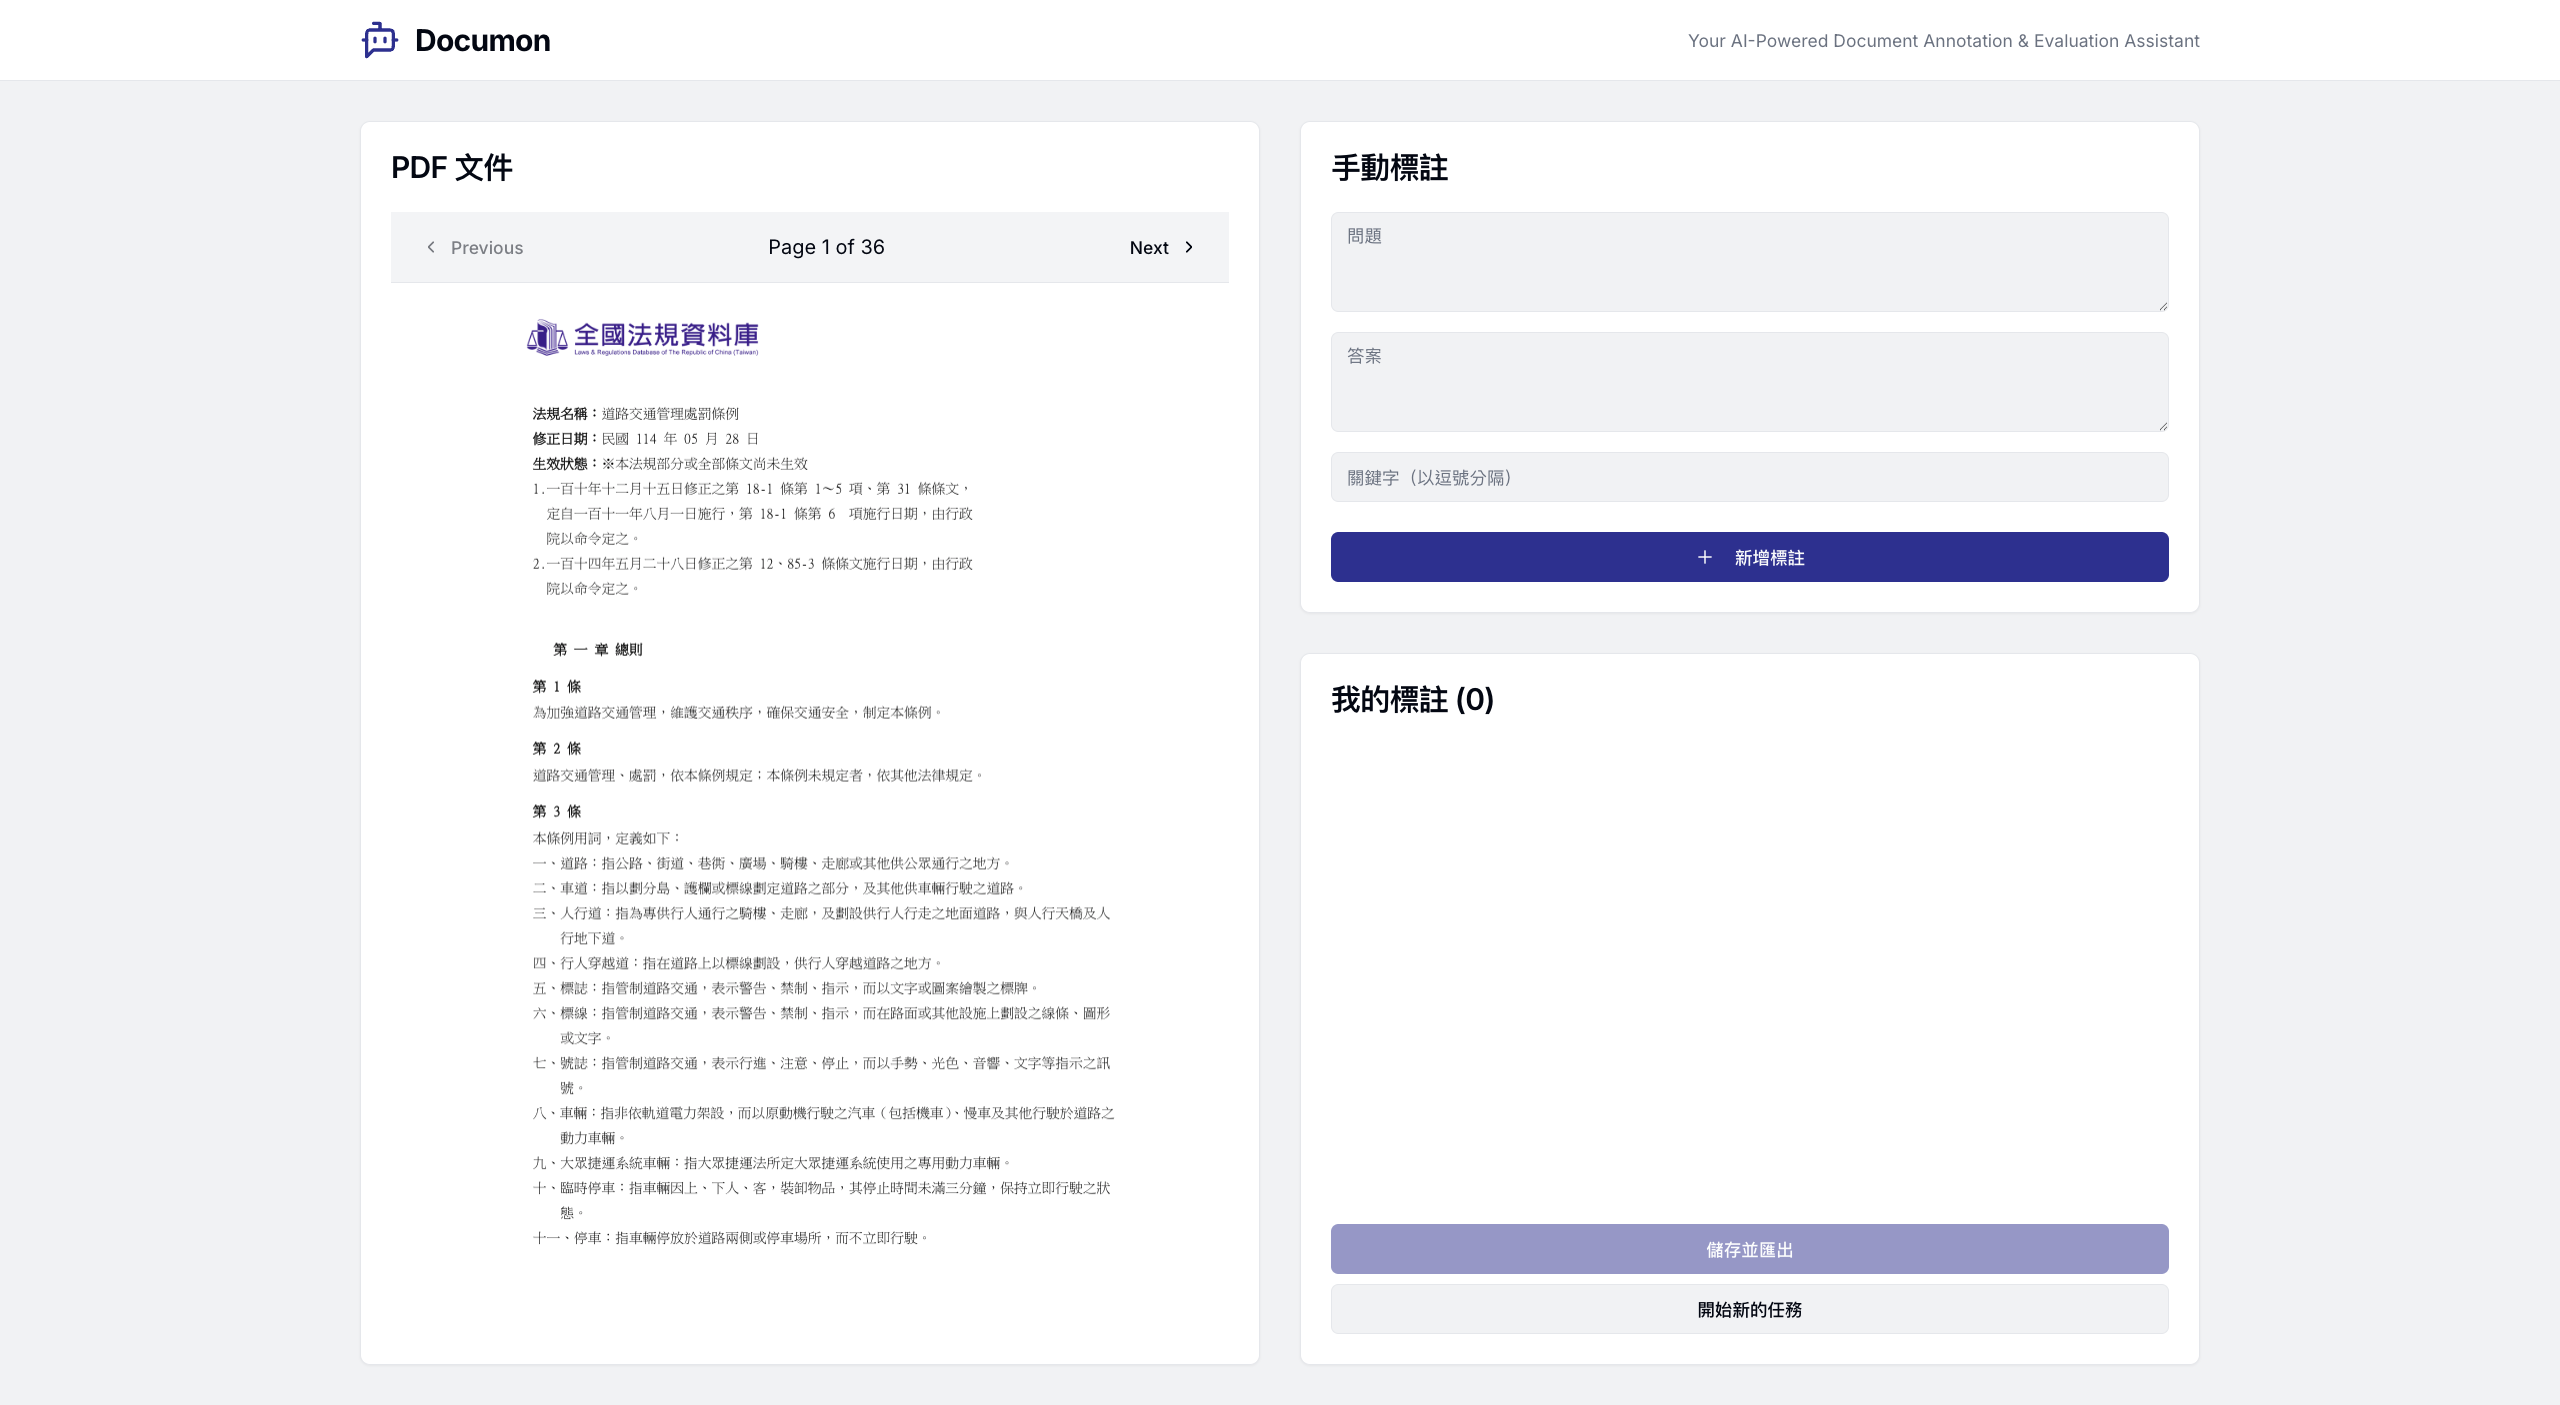 Documon
Your AI-Powered Document Annotation & Evaluation Assistant
PDF 文件
Previous
Page 1 of 36
Next
全國法規資料庫
Laws & Regulations Database of The Republic of China (Taiwan)
法規名稱：道路交通管理處罰條例
修正日期：民國 114 年 05 月 28 日
生效狀態：※本法規部分或全部條文尚未生效
1.一百十年十二月十五日修正之第 18-1 條第 1～5 項、第 31 條條文，
定自一百十一年八月一日施行，第 18-1 條第 6 項施行日期，由行政
院以命令定之。
2.一百十四年五月二十八日修正之第 12、85-3 條條文施行日期，由行政
院以命令定之。
第 一 章 總則
第 1 條
為加強道路交通管理，維護交通秩序，確保交通安全，制定本條例。
第 2 條
道路交通管理、處罰，依本條例規定；本條例未規定者，依其他法律規定。
第 3 條
本條例用詞，定義如下：
一、道路：指公路、街道、巷衖、廣場、騎樓、走廊或其他供公眾通行之地方。
二、車道：指以劃分島、護欄或標線劃定道路之部分，及其他供車輛行駛之道路。
三、人行道：指為專供行人通行之騎樓、走廊，及劃設供行人行走之地面道路，與人行天橋及人
行地下道。
四、行人穿越道：指在道路上以標線劃設，供行人穿越道路之地方。
五、標誌：指管制道路交通，表示警告、禁制、指示，而以文字或圖案繪製之標牌。
六、標線：指管制道路交通，表示警告、禁制、指示，而在路面或其他設施上劃設之線條、圖形
或文字。
七、號誌：指管制道路交通，表示行進、注意、停止，而以手勢、光色、音響、文字等指示之訊
號。
八、車輛：指非依軌道電力架設，而以原動機行駛之汽車（包括機車）、慢車及其他行駛於道路之
動力車輛。
九、大眾捷運系統車輛：指大眾捷運法所定大眾捷運系統使用之專用動力車輛。
十、臨時停車：指車輛因上、下人、客，裝卸物品，其停止時間未滿三分鐘，保持立即行駛之狀
態。
十一、停車：指車輛停放於道路兩側或停車場所，而不立即行駛。
手動標註
問題
答案
關鍵字（以逗號分隔）
新增標註
我的標註 (0)
儲存並匯出
開始新的任務